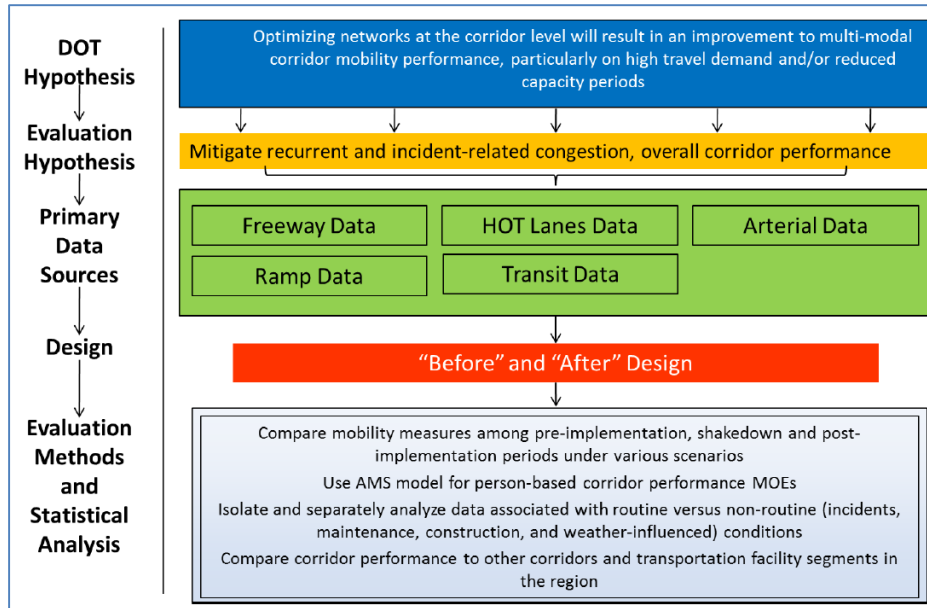 DOT
Hypothesis
Optimizing networks at the corridor level will result in an improvement to multi-modal
corridor mobility performance, particularly on high travel demand and/or reduced
capacity periods
Evaluation
Hypothesis
Mitigate recurrent and incident-related congestion, overall corridor performance
Primary
Data
Sources
Freeway Data
HOT Lanes Data
Arterial Data
Ramp Data
Transit Data
Design
“Before” and “After” Design
Evaluation
Methods
and
Statistical
Analysis
Compare mobility measures among pre-implementation, shakedown and post-
implementation periods under various scenarios
Use AMS model for person-based corridor performance MOEs
Isolate and separately analyze data associated with routine versus non-routine (incidents,
maintenance, construction, and weather-influenced) conditions
Compare corridor performance to other corridors and transportation facility segments in
the region